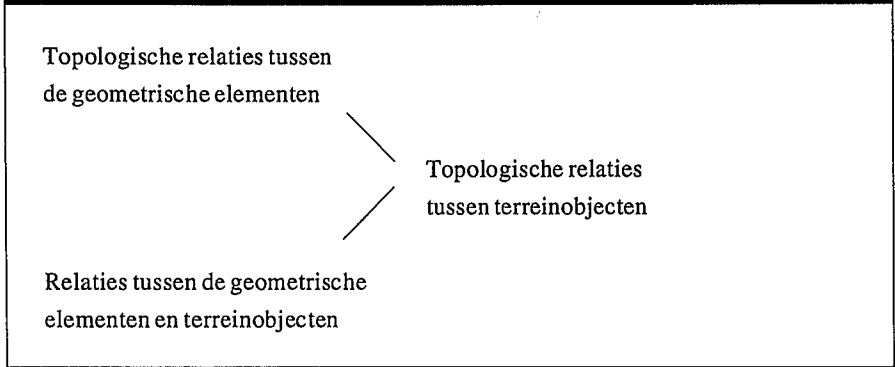 Topologische relaties tussen
de geometrische elementen
Topologische relaties
tussen terreinobjecten
Relaties tussen de geometrische
elementen en terreinobjecten